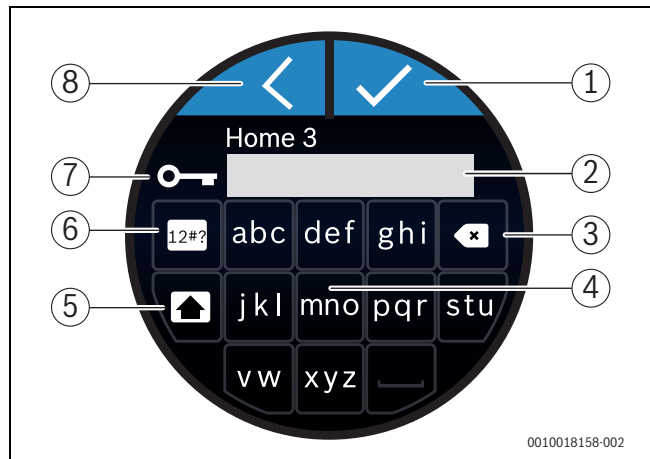 8
1
Home 3
7
2
6
12#?
abc
def
ghi
3
5
jkl
mno
pqr
stu
4
vw
xyz
0010018158-002